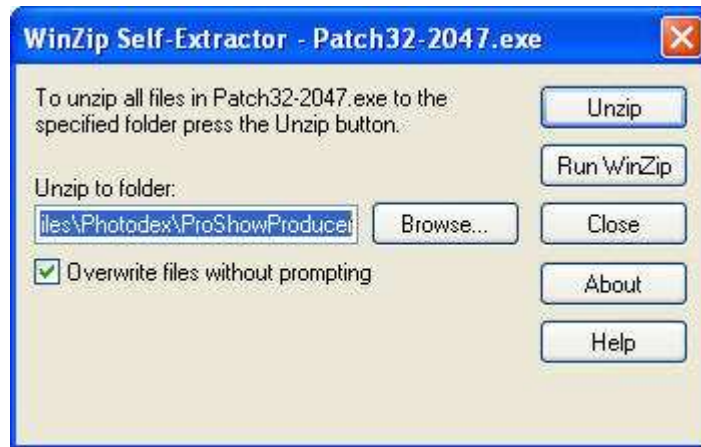 WinZip Self-Extractor - Patch32-2047.exe
To unzip all files in Patch32-2047.exe to the
specified folder press the Unzip button.
Unzip
Run WinZip
Unzip to folder:
iles\Photodex\ProShowProducer
Browse...
Close
Overwrite files without prompting
About
Help